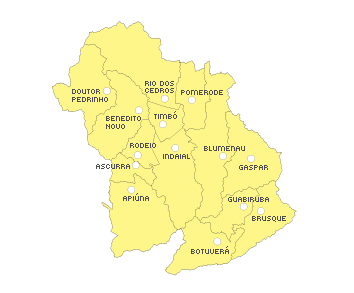 RIO DOS
CEDROS
DOUTOR
PEDRINHO
POMERODE
BENEDITO
NOVO
TIMBÓ
RODEIO
INDAIAL
BLUMENAU
ASCURRA
GASPAR
APIÚNA
GUABIRUBA
BRUSQUE
BOTUVERÁ